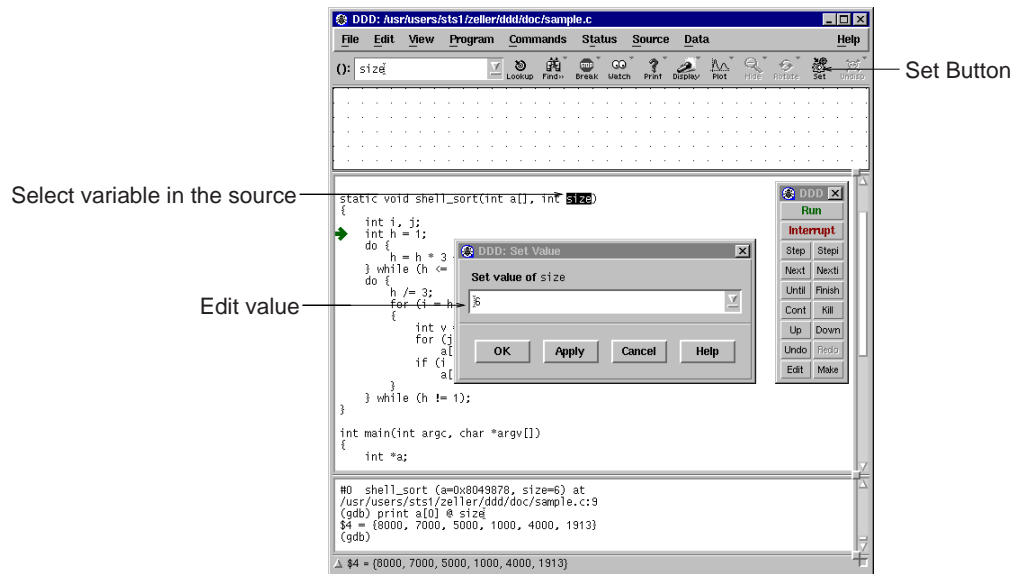 DDD: /usr/users/sts1/zeller/ddd/doc/sample.c
File Edit View Program Commands Status Source Data Help
(): size
Lookup Find>> Break Watch Print Display Plot Hide Rotate Set Undisp
Set Button
Select variable in the source
static void shell_sort(int a[], int size)
{
int i, j;
int h = 1;
do {
h = h * 3
} while (h <=
do {
h /= 3;
for (i = h
{
int v =
for (j
a[
if (i
a[
}
} while (h != 1);
}
int main(int argc, char *argv[])
{
int *a;
DDD: Set Value
Set value of size
Edit value
6
OK Apply Cancel Help
DDD
Run
Interrupt
Step Stepi
Next Nexti
Until Finish
Cont Kill
Up Down
Undo Redo
Edit Make
#0 shell_sort (a=0x8049878, size=6) at
/usr/users/sts1/zeller/ddd/doc/sample.c:9
(gdb) print a[0] @ size
$4 = {8000, 7000, 5000, 1000, 4000, 1913}
(gdb)
$4 = {8000, 7000, 5000, 1000, 4000, 1913}